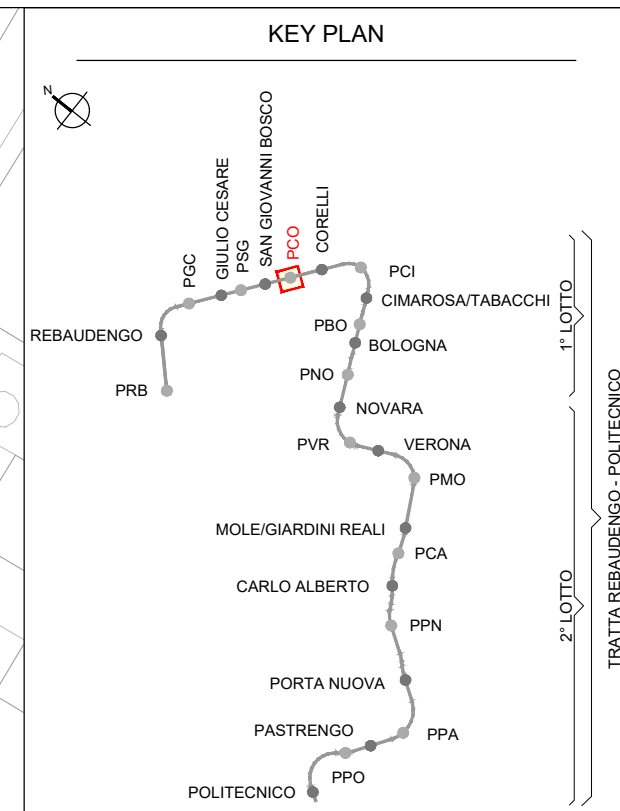 KEY PLAN
N
PGC
GIULIO CESARE
PSG
SAN GIOVANNI BOSCO
PCO
CORELLI
PCI
CIMAROSA/TABACCHI
REBAUDENGO
PBO
BOLOGNA
PRB
PNO
NOVARA
PVR
VERONA
PMO
MOLE/GIARDINI REALI
PCA
CARLO ALBERTO
PPN
PORTA NUOVA
PASTRENGO
PPA
PPO
POLITECNICO
1° LOTTO
2° LOTTO
TRATTA REBAUDENGO - POLITECNICO